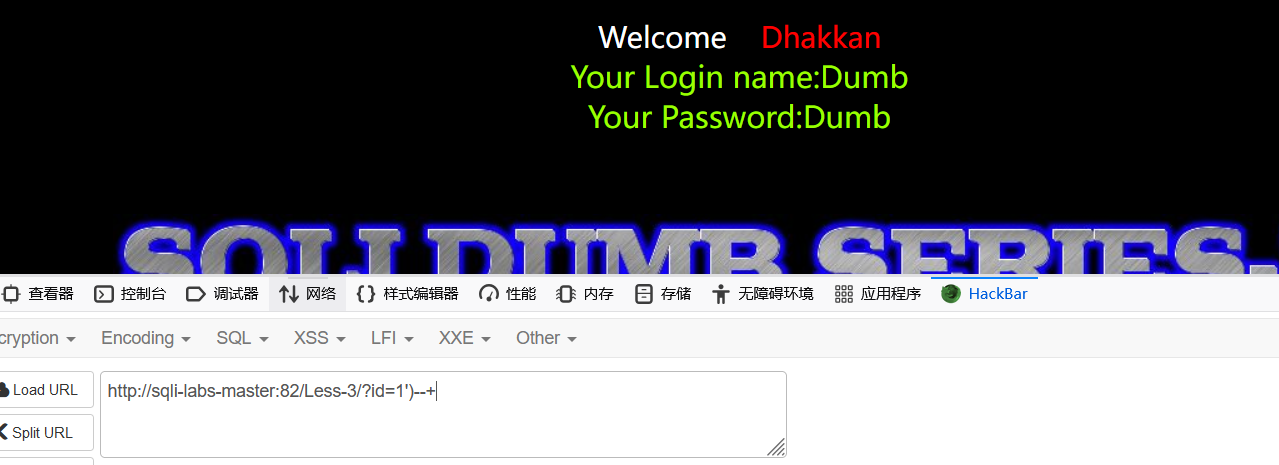 Welcome Dhakkan
Your Login name:Dumb
Your Password:Dumb
SQLI DUMB SERIES-
查看器 控制台 调试器 网络 样式编辑器 性能 内存 存储 无障碍环境 应用程序 HackBar
cryption Encoding SQL XSS LFI XXE Other
Load URL
http://sqli-labs-master:82/Less-3/?id=1')--+
Split URL